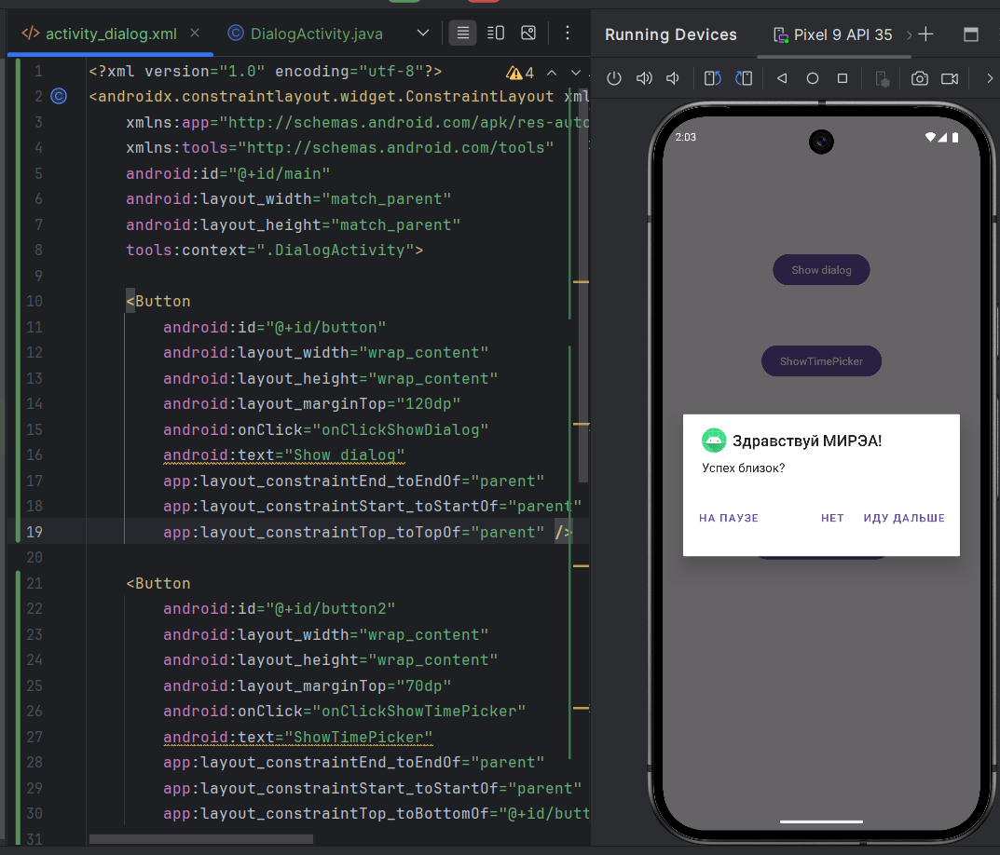 activity_dialog.xml
DialogActivity.java
Running Devices
Pixel 9 API 35
4
1 <?xml version="1.0" encoding="utf-8"?>
2 <androidx.constraintlayout.widget.ConstraintLayout xml
3 xmlns:app="http://schemas.android.com/apk/res-auto
4 xmlns:tools="http://schemas.android.com/tools"
5 android:id="@+id/main"
6 android:layout_width="match_parent"
7 android:layout_height="match_parent"
8 tools:context=".DialogActivity">
9
10 <Button
11 android:id="@+id/button"
12 android:layout_width="wrap_content"
13 android:layout_height="wrap_content"
14 android:layout_marginTop="120dp"
15 android:onClick="onClickShowDialog"
16 android:text="Show dialog"
17 app:layout_constraintEnd_toEndOf="parent"
18 app:layout_constraintStart_toStartOf="parent"
19 app:layout_constraintTop_toTopOf="parent" />
20
21 <Button
22 android:id="@+id/button2"
23 android:layout_width="wrap_content"
24 android:layout_height="wrap_content"
25 android:layout_marginTop="70dp"
26 android:onClick="onClickShowTimePicker"
27 android:text="ShowTimePicker"
28 app:layout_constraintEnd_toEndOf="parent"
29 app:layout_constraintStart_toStartOf="parent"
30 app:layout_constraintTop_toBottomOf="@+id/butt
31
2:03
Show dialog
ShowTimePicker
Здравствуй МИРЭА!
Успех близок?
НА ПАУЗЕ НЕТ ИДУ ДАЛЬШЕ